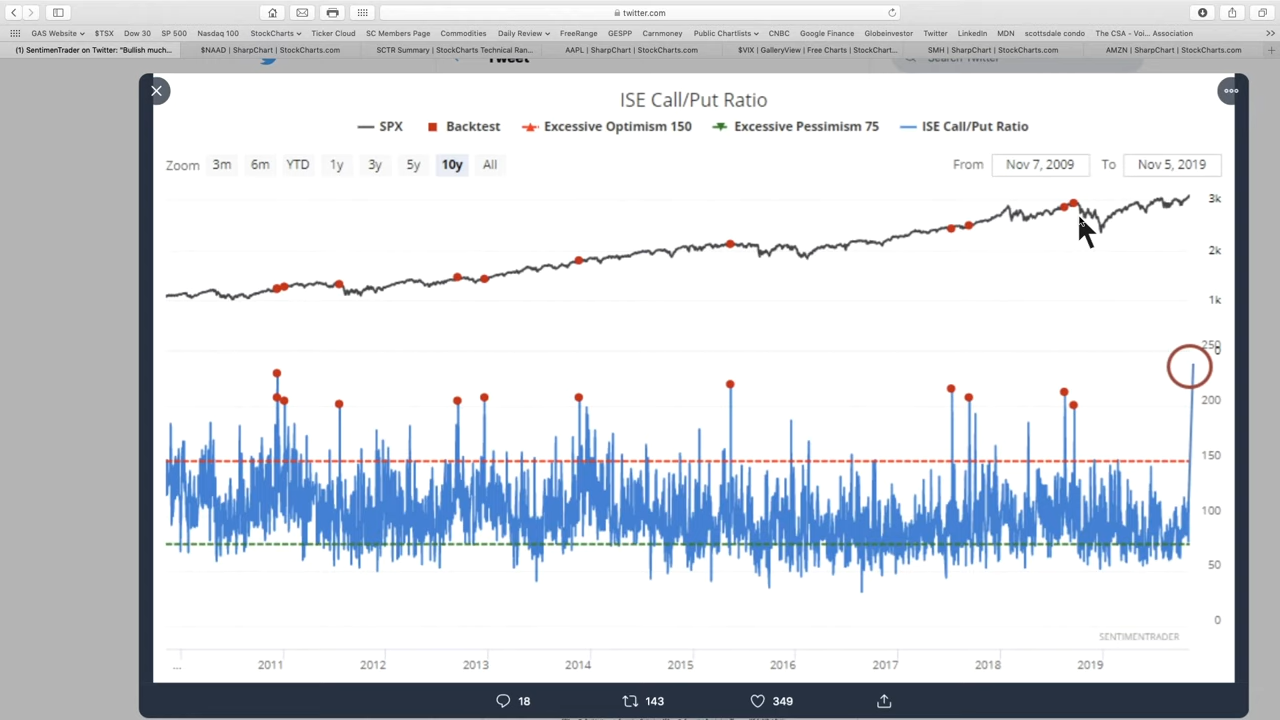 twitter.com
GAS Website $TSX Dow 30 SP 500 Nasdaq 100 StockCharts Ticker Cloud SC Members Page Commodities Daily Review FreeRange GESPP Carnmoney Public Chartlists CNBC Google Finance Globeinvestor Twitter LinkedIn MDN scottsdale condo The CSA - Voi... Association
(1) SentimenTrader on Twitter: "Bullish much... $NAAD | SharpChart | StockCharts.com SCTR Summary | StockCharts Technical Ran... AAPL | SharpChart | StockCharts.com $VIX | GalleryView | Free Charts | StockChart... SMH | SharpChart | StockCharts.com AMZN | SharpChart | StockCharts.com
Tweet Search Twitter
ISE Call/Put Ratio
SPX Backtest Excessive Optimism 150 Excessive Pessimism 75 ISE Call/Put Ratio
Zoom 3m 6m YTD 1y 3y 5y 10y All From Nov 7, 2009 To Nov 5, 2019
3k
2k
1k
250
0
200
150
100
50
0
SENTIMENTRADER
... 2011 2012 2013 2014 2015 2016 2017 2018 2019
18 143 349